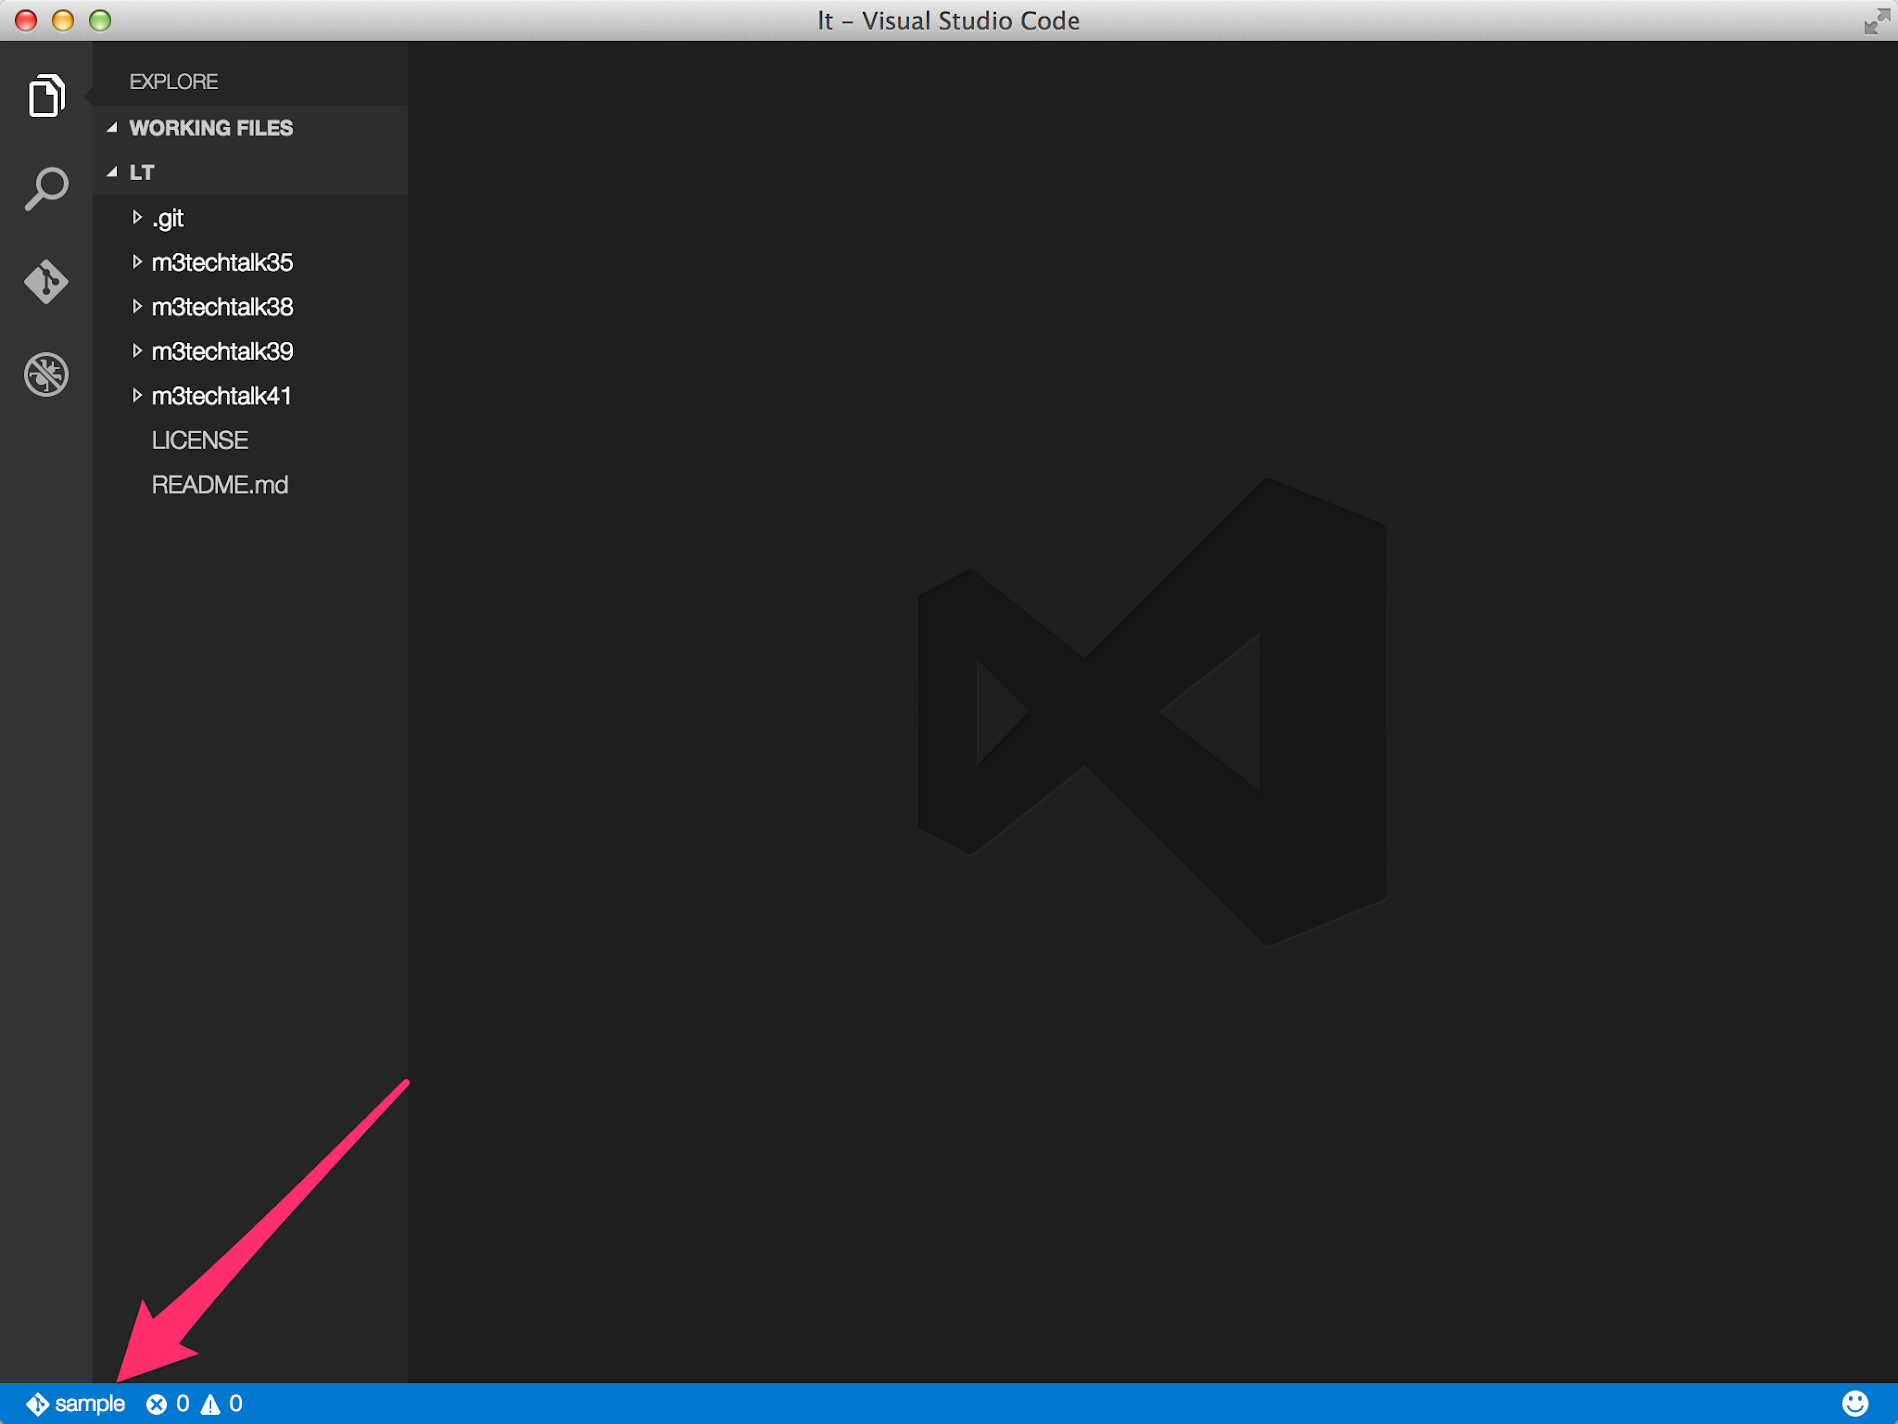 lt – Visual Studio Code
EXPLORE
WORKING FILES
LT
.git
m3techtalk35
m3techtalk38
m3techtalk39
m3techtalk41
LICENSE
README.md
sample 0 0